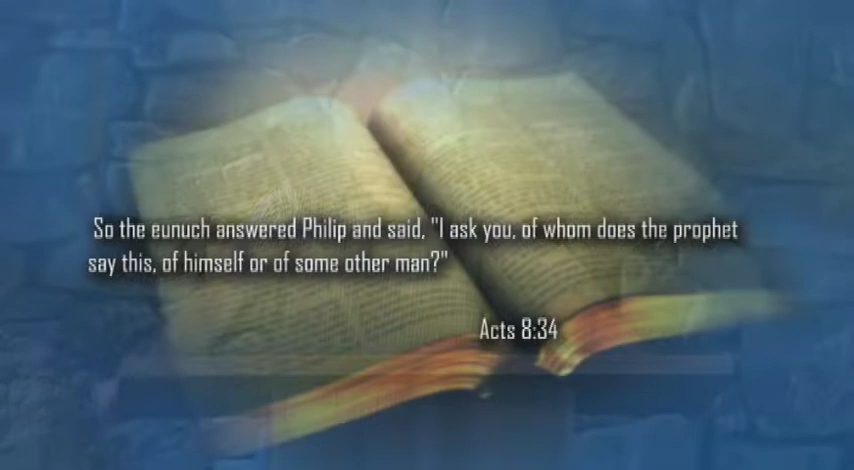 So the eunuch answered Philip and said, "I ask you, of whom does the prophet
say this, of himself or of some other man?"
Acts 8:34